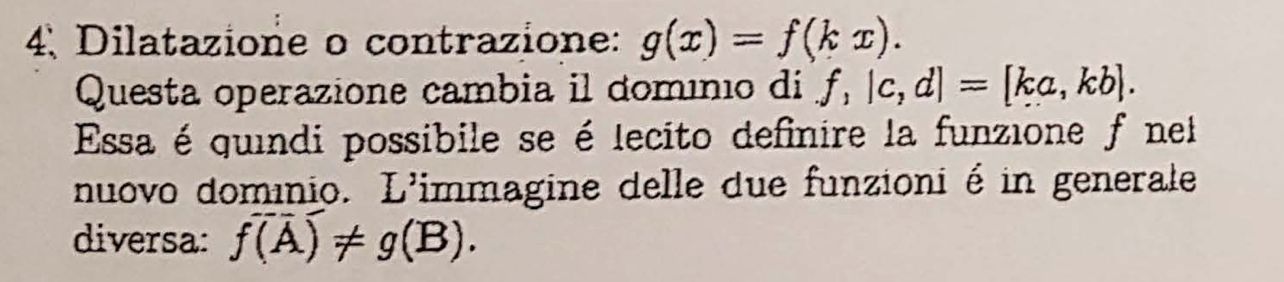 4. Dilatazione o contrazione: g(x) = f(k x).
Questa operazione cambia il dominio di f, [c, d] = [ka, kb].
Essa é quindi possibile se é lecito definire la funzione f nel
nuovo dominio. L'immagine delle due funzioni é in generale
diversa: f(A) ≠ g(B).